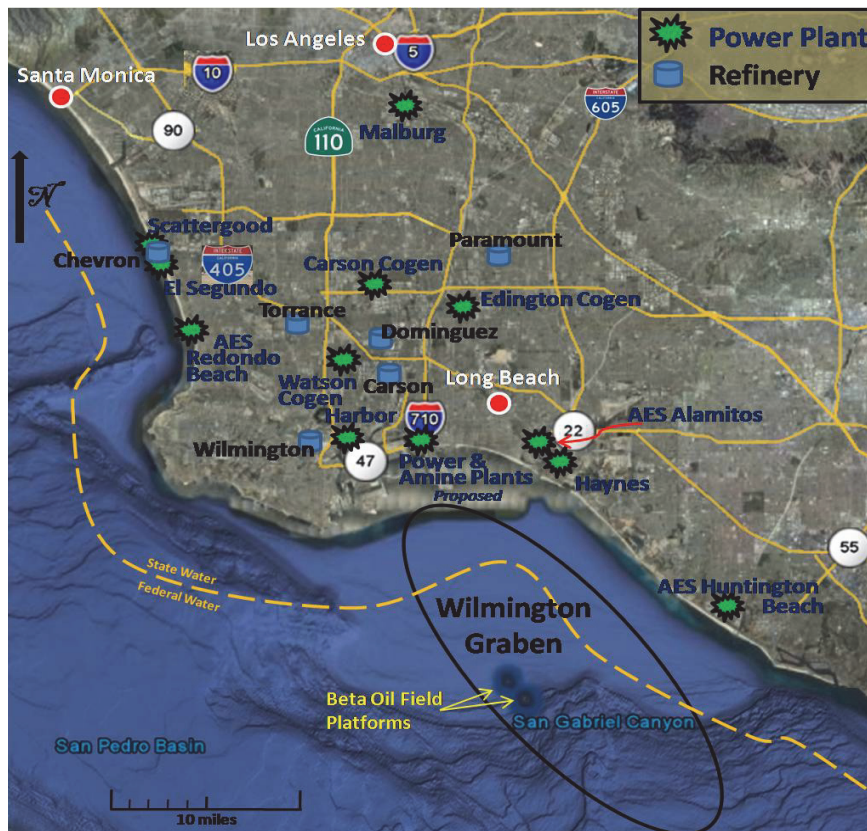 Los Angeles
5
Power Plant
Refinery
10
Santa Monica
INTERSTATE
605
90
CALIFORNIA
110
Malburg
N
Scattergood
Chevron
El Segundo
INTERSTATE
CALIFORNIA
405
Paramount
Carson Cogen
Edington Cogen
Torrance
Dominguez
AES
Redondo
Beach
Watson
Cogen
Carson
Long Beach
Harbor
710
22
AES Alamitos
Wilmington
47
Power &
Amine Plants
Proposed
Haynes
55
State Water
Federal Water
AES Huntington
Beach
Wilmington
Graben
Beta Oil Field
Platforms
San Gabriel Canyon
San Pedro Basin
10 miles